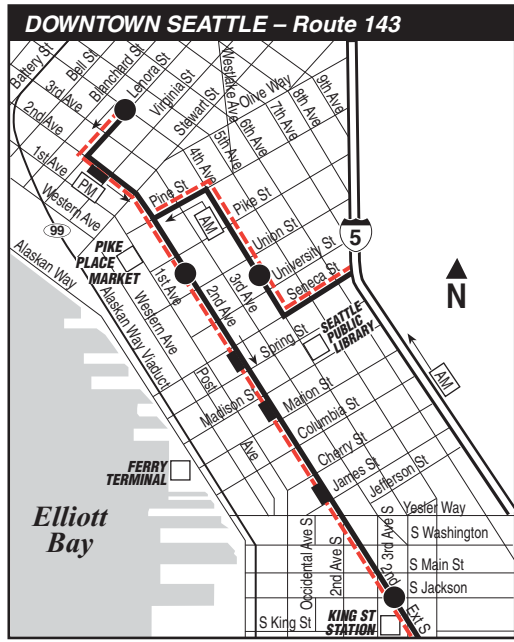 DOWNTOWN SEATTLE – Route 143
Battery St
Bell St
Blanchard St
Lenora St
Virginia St
Stewart St
Westlake Ave
Olive Way
9th Ave
8th Ave
7th Ave
6th Ave
5th Ave
4th Ave
3rd Ave
2nd Ave
1st Ave
Western Ave
PM
Pine St
AM
Pike St
Union St
University St
Seneca St
5
99
PIKE
PLACE
MARKET
Alaskan Way
Alaskan Way Viaduct
Western Ave
1st Ave
2nd Ave
3rd Ave
N
SEATTLE
PUBLIC
LIBRARY
Spring St
AM
Post
Ave
Madison St
Marion St
Columbia St
Cherry St
James St
Jefferson St
FERRY
TERMINAL
Elliott
Bay
Yesler Way
S Washington
S Main St
S Jackson
Occidental Ave S
2nd Ave S
3rd Ave S
2nd Ext S
S King St
KING ST
STATION